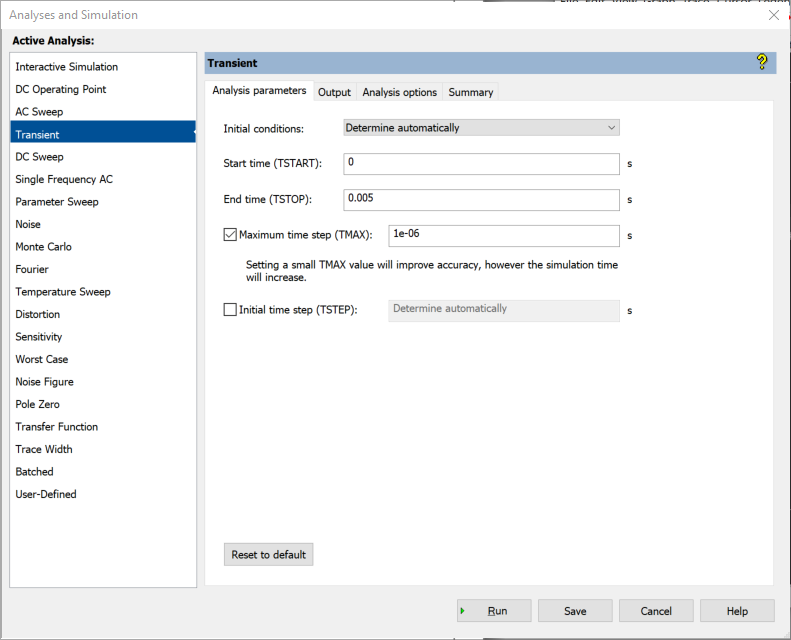 Analyses and Simulation
Active Analysis:
Interactive Simulation
DC Operating Point
AC Sweep
Transient
DC Sweep
Single Frequency AC
Parameter Sweep
Noise
Monte Carlo
Fourier
Temperature Sweep
Distortion
Sensitivity
Worst Case
Noise Figure
Pole Zero
Transfer Function
Trace Width
Batched
User-Defined
Transient
Analysis parameters Output Analysis options Summary
Initial conditions: Determine automatically
Start time (TSTART): 0 s
End time (TSTOP): 0.005 s
Maximum time step (TMAX): 1e-06 s
Setting a small TMAX value will improve accuracy, however the simulation time
will increase.
Initial time step (TSTEP): Determine automatically s
Reset to default
Run Save Cancel Help